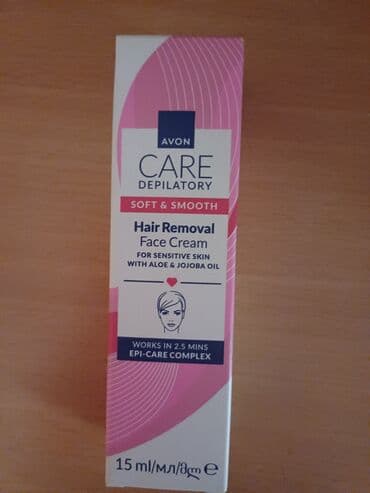 AVON
CARE
DEPILATORY
SOFT & SMOOTH
Hair Removal
Face Cream
FOR SENSITIVE SKIN
WITH ALOE & JOJOBA OIL
WORKS IN 2.5 MINS
EPI-CARE COMPLEX
15 ml/мл/მლ ℮